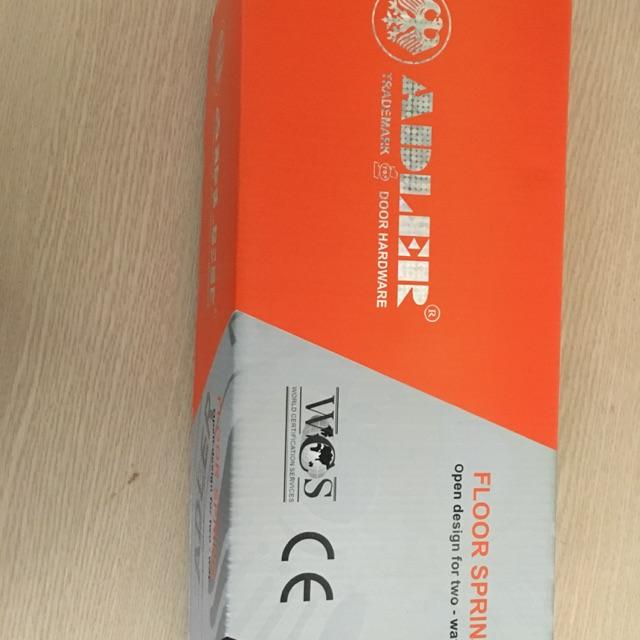 ADLER®
TRADEMARK DOOR HARDWARE
WCS
WORLD CERTIFICATION SERVICES
CE
FLOOR SPRIN
Open design for two - wa